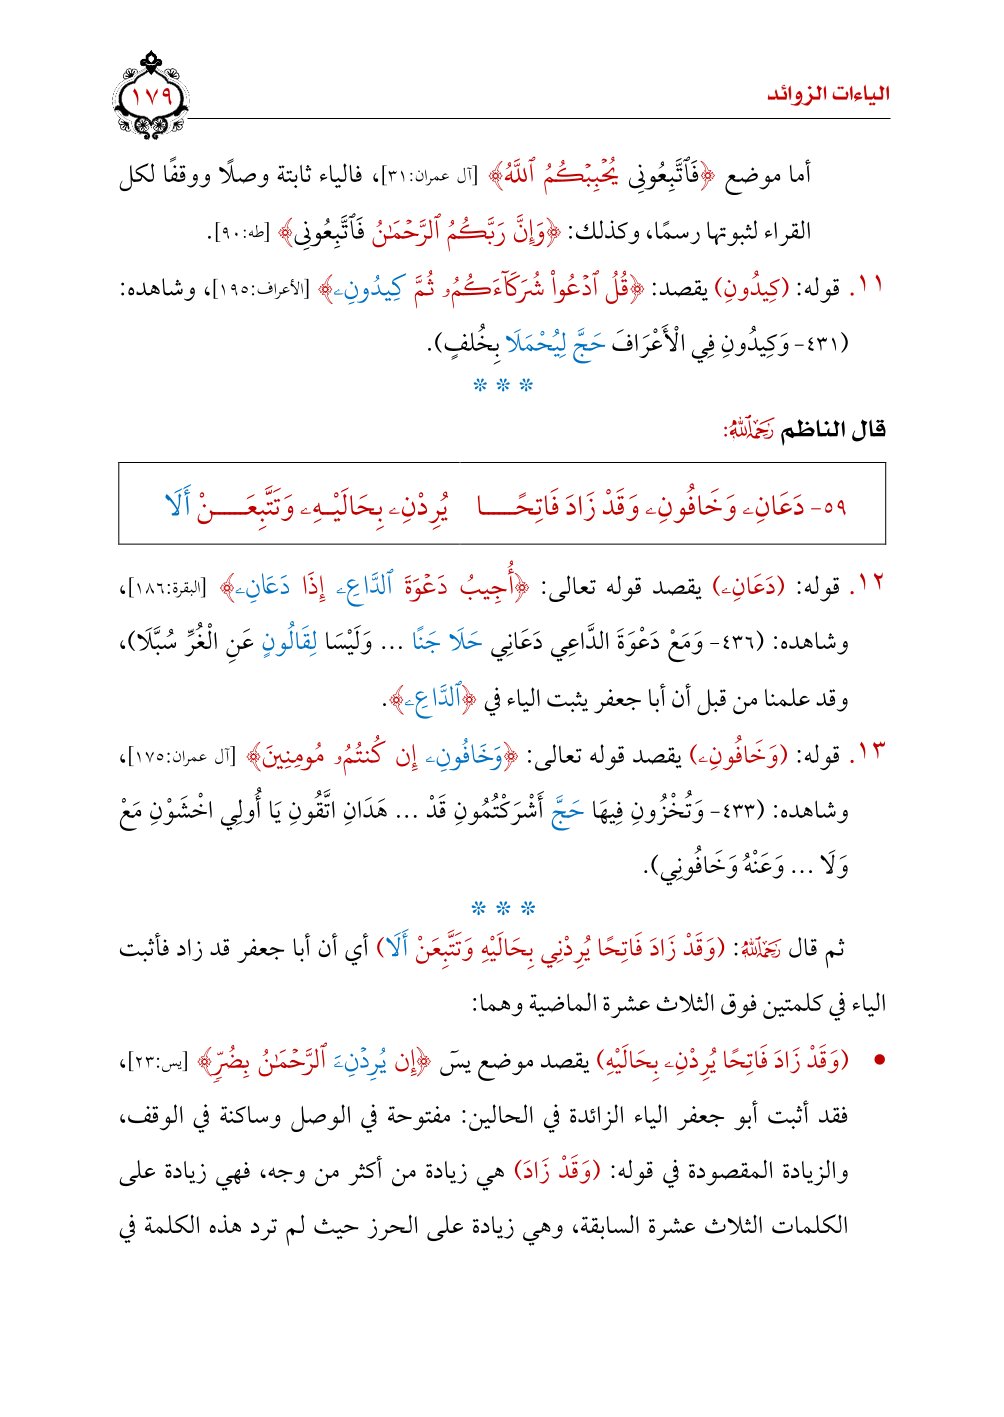 الياءات الزوائد
١٧٩
أما موضع ﴿فَٱتَّبِعُونِى يُحْبِبْكُمُ ٱللَّهُ﴾ [آل عمران:٣١]، فالياء ثابتة وصلًا ووقفًا لكل
القراء لثبوتها رسمًا، وكذلك: ﴿وَإِنَّ رَبَّكُمُ ٱلرَّحْمَـٰنُ فَٱتَّبِعُونِى﴾ [طه:٩٠].
١١. قوله: (كِيدُونِ) يقصد: ﴿قُلُ ٱدْعُوا۟ شُرَكَآءَكُمُۥ ثُمَّ كِيدُونِۦ﴾ [الأعراف:١٩٥]، وشاهده:
(٤٣١- وَكِيدُونِ فِي الْأَعْرَافَ حَجَّ لِيُحْمَلَا بِخُلفٍ).
* * *
قال الناظم رَحِمَهُ ٱللَّهُ:
٥٩- دَعَانِۦ وَخَافُونِۦ وَقَدْ زَادَ فَاتِحًـــا يُرِدْنِۦ بِحَالَيْـهِۦ وَتَتَّبِعَـــنْ أَلَا
١٢. قوله: (دَعَانِۦ) يقصد قوله تعالى: ﴿أُجِيبُ دَعْوَةَ ٱلدَّاعِۦ إِذَا دَعَانِۦ﴾ [البقرة:١٨٦]،
وشاهده: (٤٣٦- وَمَعْ دَعْوَةَ الدَّاعِي دَعَانِي حَلَا جَنًا ... وَلَيْسَا لِقَالُونٍ عَنِ الْغُرِّ سُبَّلَا)،
وقد علمنا من قبل أن أبا جعفر يثبت الياء في ﴿ٱلدَّاعِۦ﴾.
١٣. قوله: (وَخَافُونِۦ) يقصد قوله تعالى: ﴿وَخَافُونِۦ إِن كُنتُمُۥ مُومِنِينَ﴾ [آل عمران:١٧٥]،
وشاهده: (٤٣٣- وَتُخْزُونِ فِيهَا حَجَّ أَشْرَكْتُمُونِ قَدْ ... هَدَانِ اتَّقُونِ يَا أُولِي اخْشَوْنِ مَعْ
وَلَا ... وَعَنْهُ وَخَافُونِي).
* * *
ثم قال رَحِمَهُ ٱللَّهُ: (وَقَدْ زَادَ فَاتِحًا يُرِدْنِي بِحَالَيْهِ وَتَتَّبِعَنْ أَلَا) أي أن أبا جعفر قد زاد فأثبت
الياء في كلمتين فوق الثلاث عشرة الماضية وهما:
• (وَقَدْ زَادَ فَاتِحًا يُرِدْنِۦ بِحَالَيْهِ) يقصد موضع يسٓ ﴿إِن يُرِدْنِۦَ ٱلرَّحْمَـٰنُ بِضُرٍّ﴾ [يس:٢٣]،
فقد أثبت أبو جعفر الياء الزائدة في الحالين: مفتوحة في الوصل وساكنة في الوقف،
والزيادة المقصودة في قوله: (وَقَدْ زَادَ) هي زيادة من أكثر من وجه، فهي زيادة على
الكلمات الثلاث عشرة السابقة، وهي زيادة على الحرز حيث لم ترد هذه الكلمة في